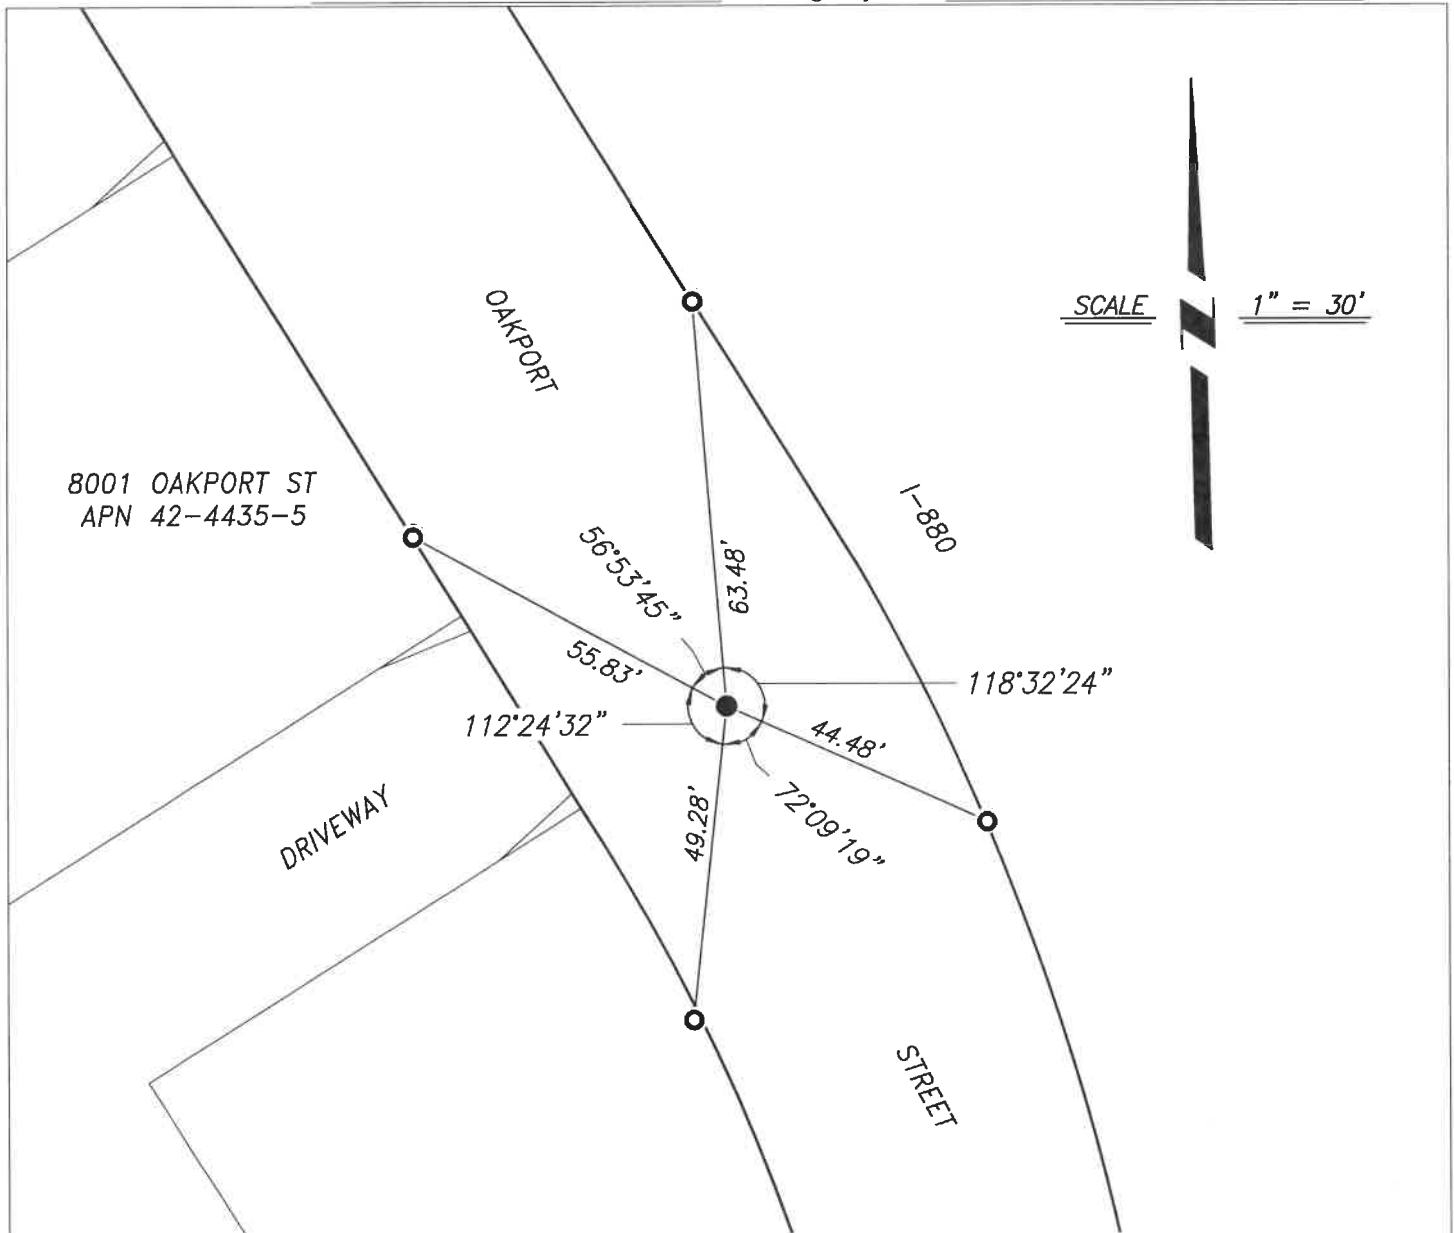 OAKPORT
SCALE 1" = 30'
8001 OAKPORT ST
APN 42-4435-5
I-880
56°53'45"
63.48'
55.83'
118°32'24"
112°24'32"
44.48'
49.28'
72°09'19"
DRIVEWAY
STREET